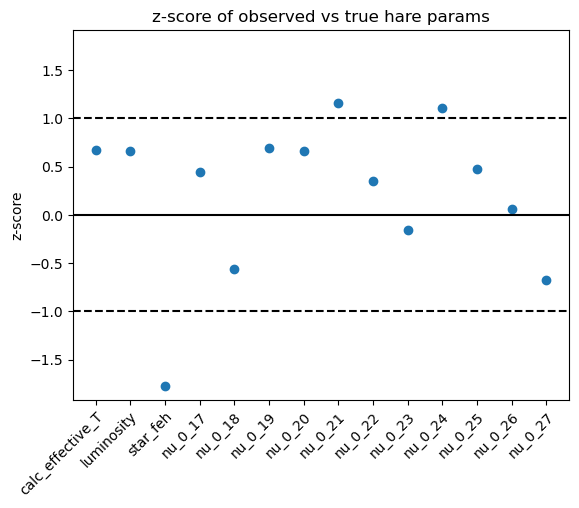 z-score of observed vs true hare params
z-score
1.5
1.0
0.5
0.0
−0.5
−1.0
−1.5
calc_effective_T
luminosity
star_feh
nu_0_17
nu_0_18
nu_0_19
nu_0_20
nu_0_21
nu_0_22
nu_0_23
nu_0_24
nu_0_25
nu_0_26
nu_0_27